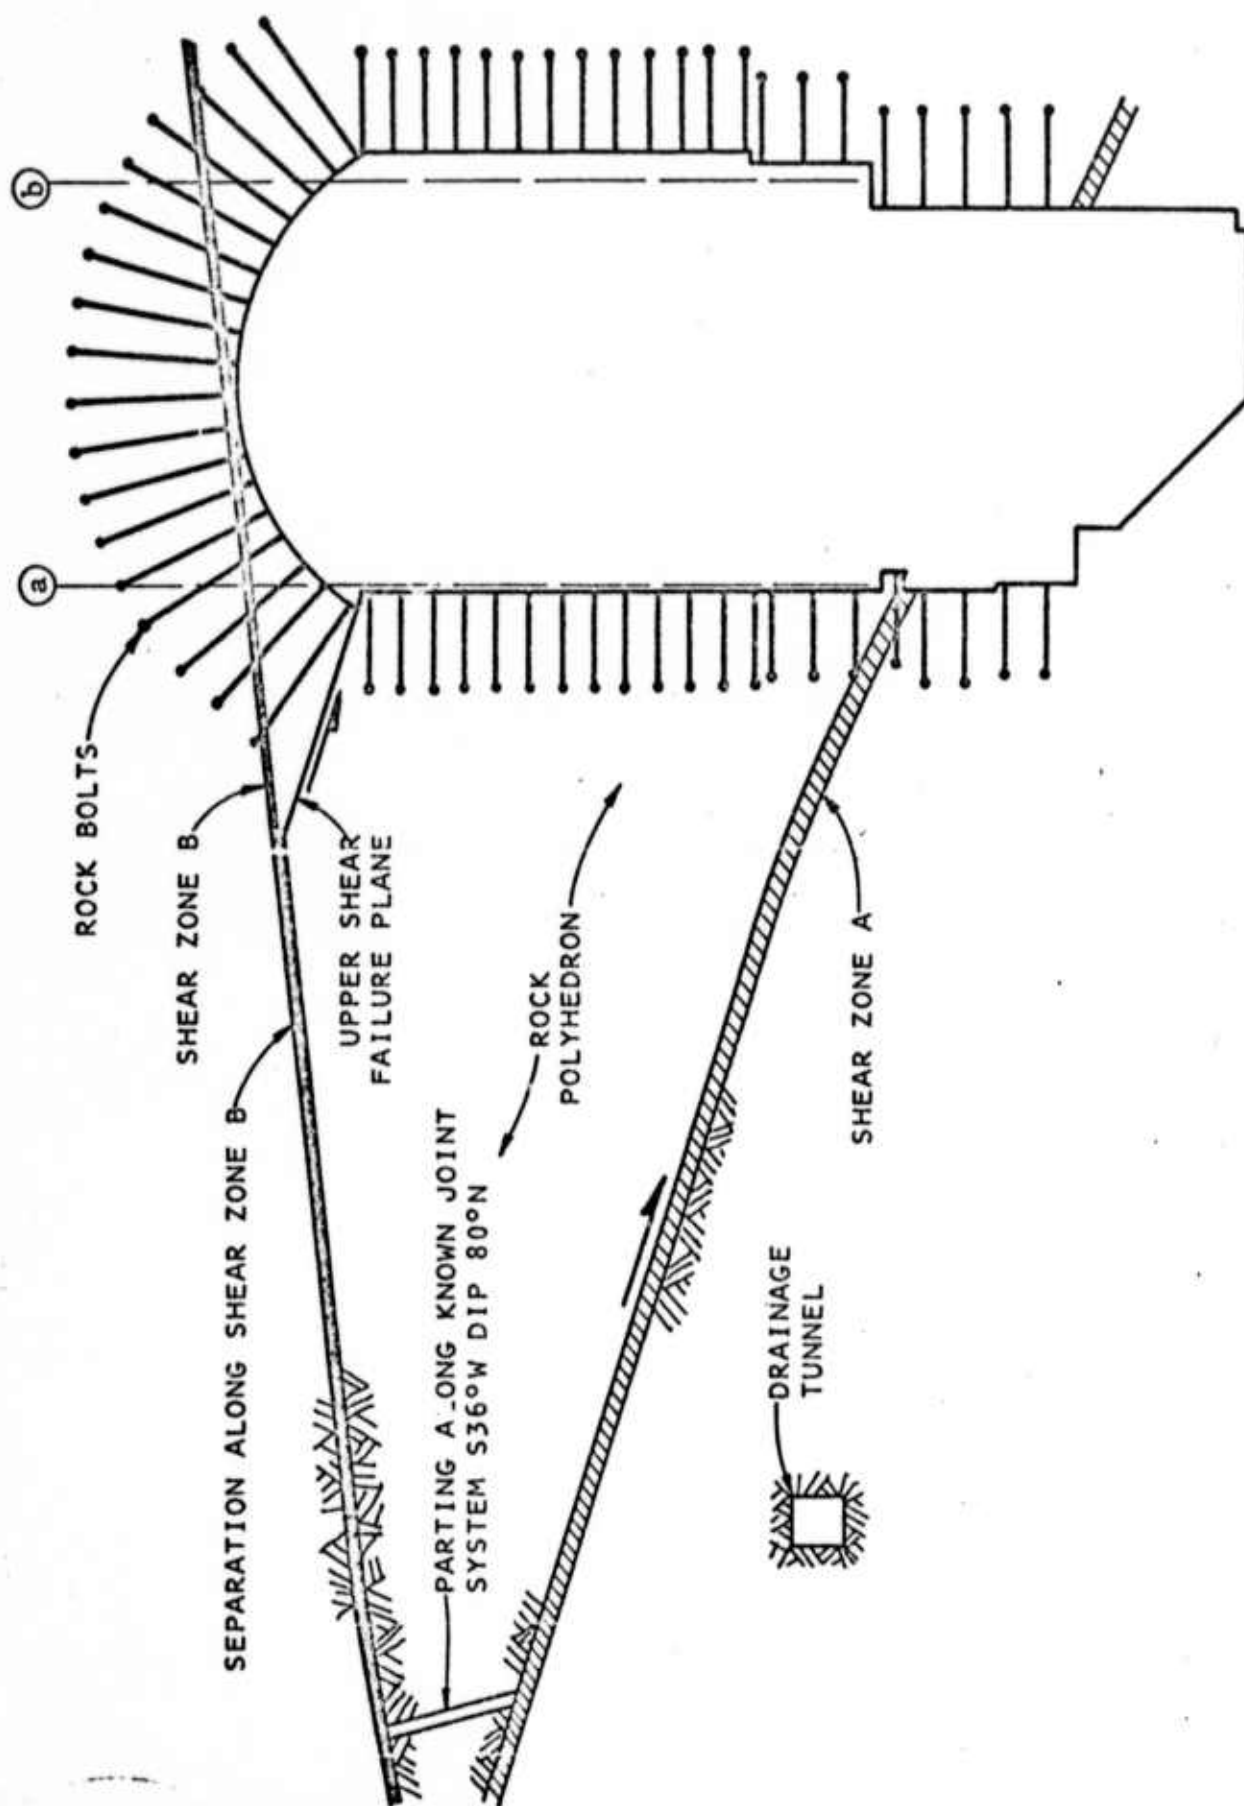 a
b
ROCK BOLTS
SHEAR ZONE B
SEPARATION ALONG SHEAR ZONE B
UPPER SHEAR
FAILURE PLANE
ROCK
POLYHEDRON
PARTING A ONG KNOWN JOINT
SYSTEM S36°W DIP 80°N
SHEAR ZONE A
DRAINAGE
TUNNEL